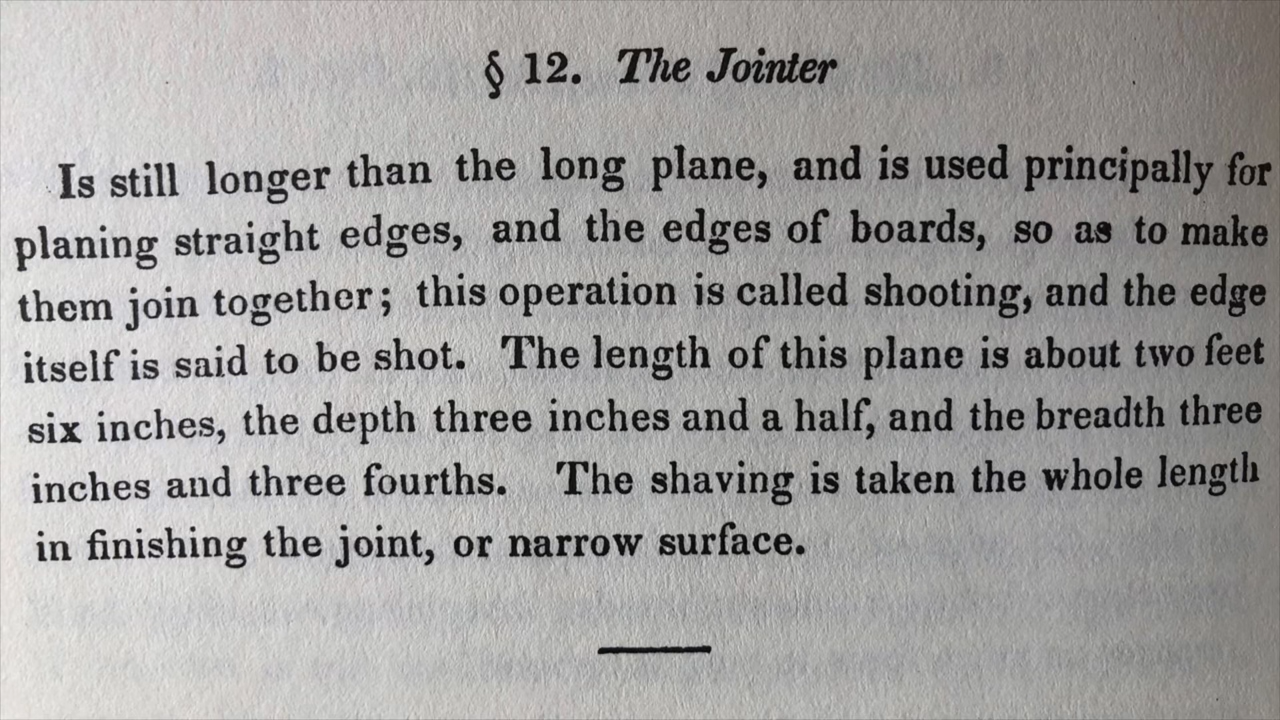 § 12. The Jointer
Is still longer than the long plane, and is used principally for
planing straight edges, and the edges of boards, so as to make
them join together; this operation is called shooting, and the edge
itself is said to be shot. The length of this plane is about two feet
six inches, the depth three inches and a half, and the breadth three
inches and three fourths. The shaving is taken the whole length
in finishing the joint, or narrow surface.